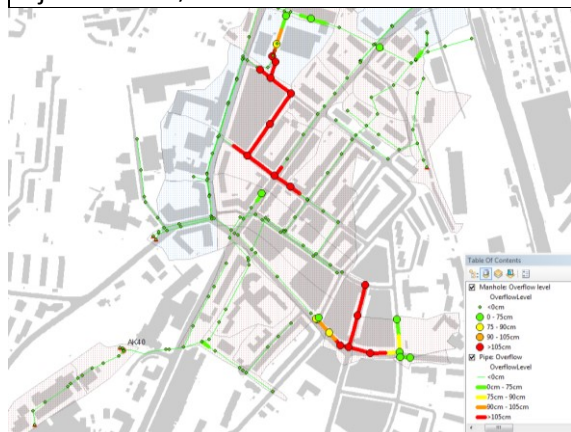 AK40
Table Of Contents
Manhole: Overflow level
OverflowLevel
<0cm
0 - 75cm
75 - 90cm
90 - 105cm
>105cm
Pipe: Overflow
OverflowLevel
<0cm
0cm - 75cm
75cm - 90cm
90cm - 105cm
>105cm